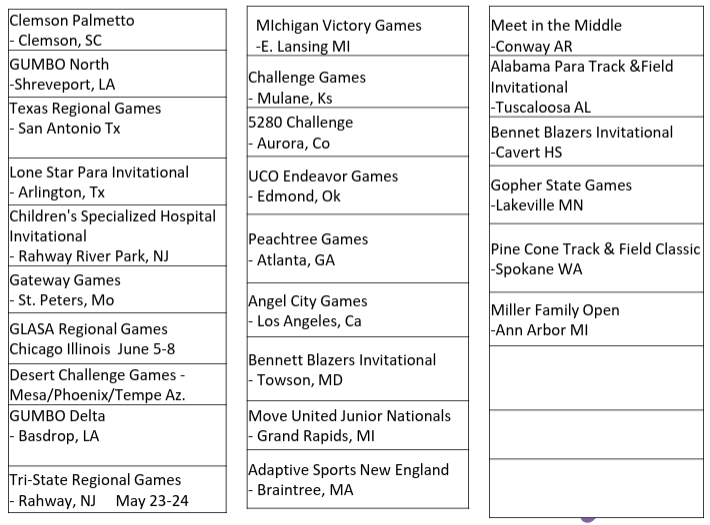 Clemson Palmetto
- Clemson, SC
GUMBO North
-Shreveport, LA
Texas Regional Games
- San Antonio Tx
Lone Star Para Invitational
- Arlington, Tx
Children's Specialized Hospital
Invitational
- Rahway River Park, NJ
Gateway Games
- St. Peters, Mo
GLASA Regional Games
Chicago Illinois  June 5-8
Desert Challenge Games -
Mesa/Phoenix/Tempe Az.
GUMBO Delta
- Basdrop, LA
Tri-State Regional Games
- Rahway, NJ    May 23-24
MIchigan Victory Games
-E. Lansing MI
Challenge Games
- Mulane, Ks
5280 Challenge
- Aurora, Co
UCO Endeavor Games
- Edmond, Ok
Peachtree Games
- Atlanta, GA
Angel City Games
- Los Angeles, Ca
Bennett Blazers Invitational
- Towson, MD
Move United Junior Nationals
- Grand Rapids, MI
Adaptive Sports New England
- Braintree, MA
Meet in the Middle
-Conway AR
Alabama Para Track &Field
Invitational
-Tuscaloosa AL
Bennet Blazers Invitational
-Cavert HS
Gopher State Games
-Lakeville MN
Pine Cone Track & Field Classic
-Spokane WA
Miller Family Open
-Ann Arbor MI